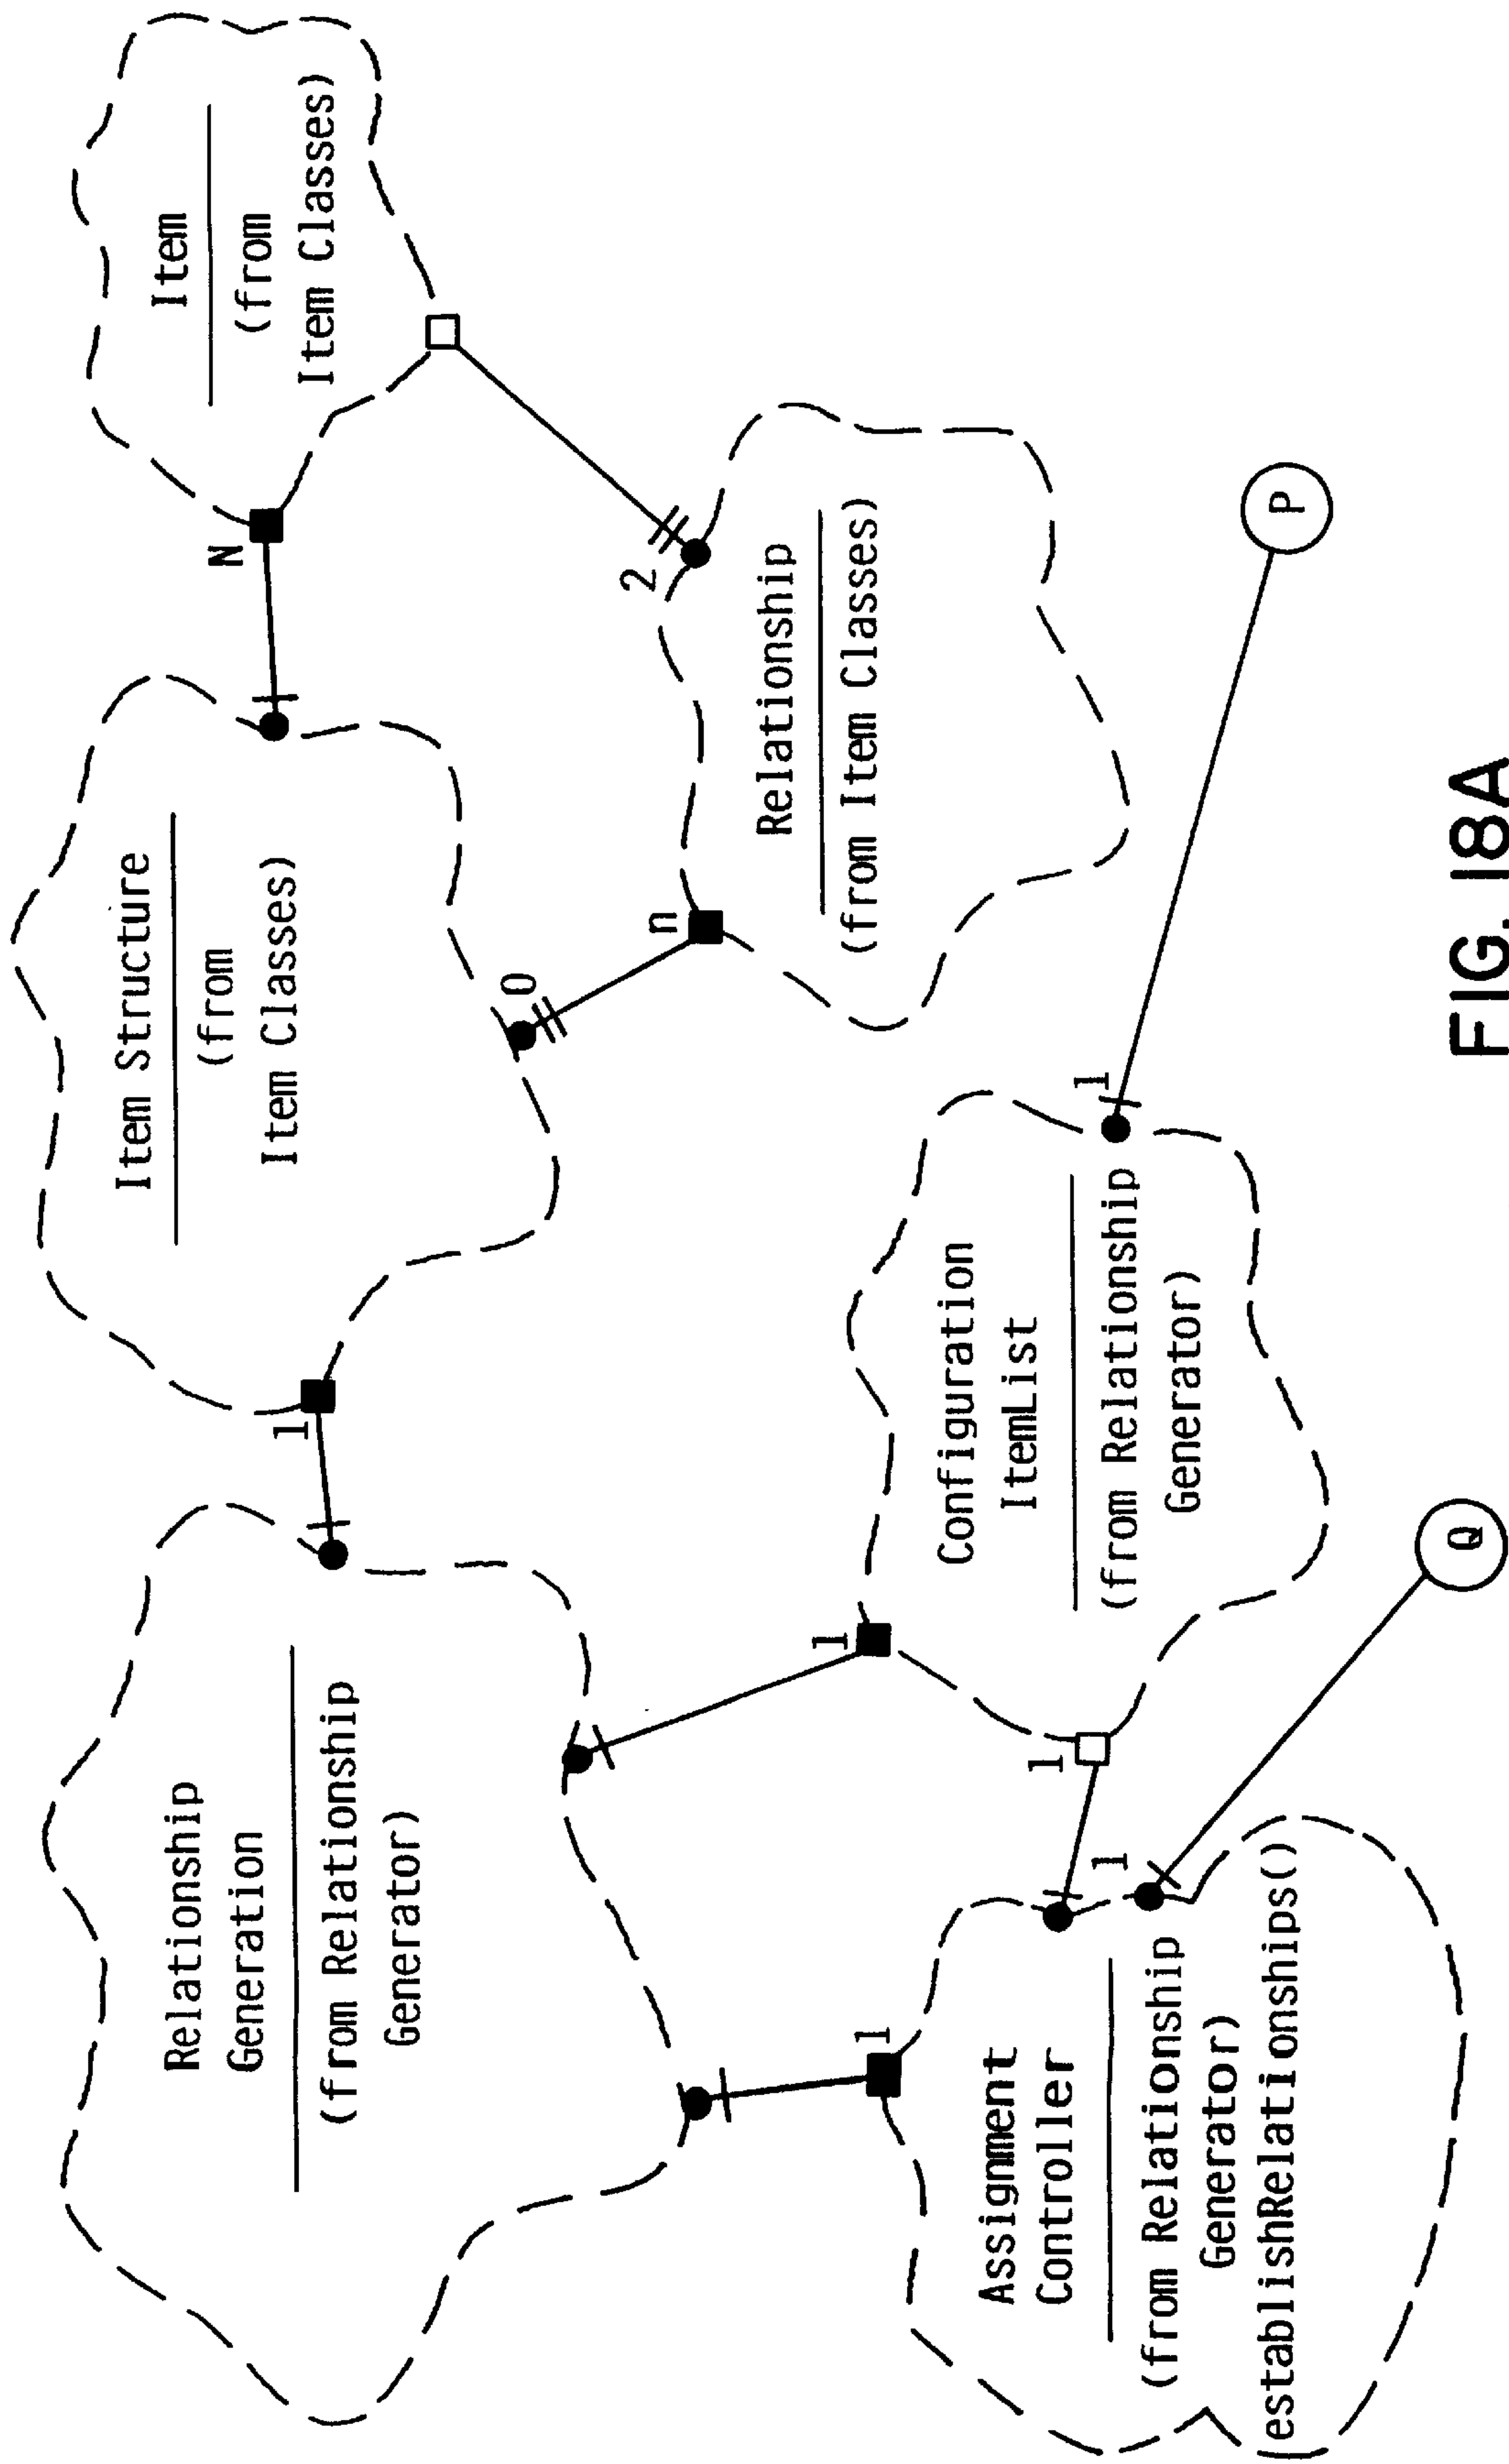 Relationship
Generation
(from Relationship
Generator)
1
Item Structure
(from
Item Classes)
N
Item
(from
Item Classes)
0
n
2
Relationship
(from Item Classes)
1
Configuration
ItemList
(from Relationship
Generator)
1
1
1
Assignment
Controller
(from Relationship
Generator)
establishRelationships()
1
P
Q
FIG. 18A